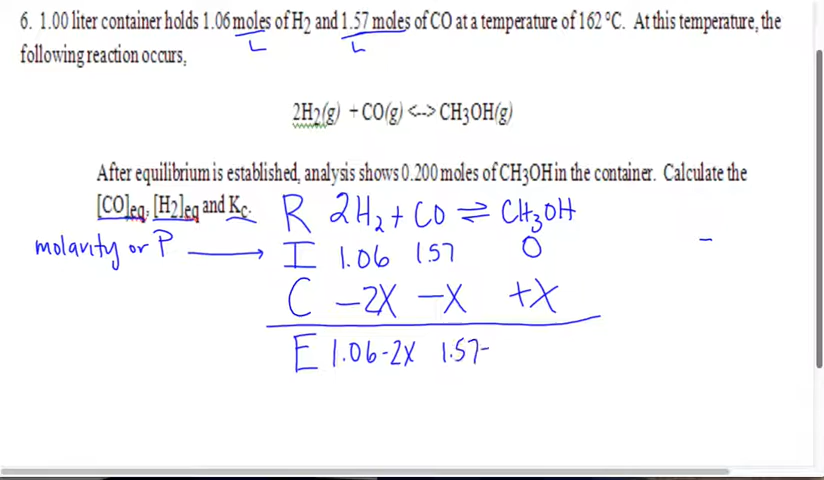 6. 1.00 liter container holds 1.06 moles of H2 and 1.57 moles of CO at a temperature of 162 °C. At this temperature, the
L L
following reaction occurs,
2H2(g) + CO(g) <--> CH3OH(g)
After equilibrium is established, analysis shows 0.200 moles of CH3OH in the container. Calculate the
[CO]eq, [H2]eq and Kc.
R 2H₂ + CO ⇌ CH₃OH
molarity or P → I 1.06 1.57 0
C -2X -X +X
E 1.06-2X 1.57-